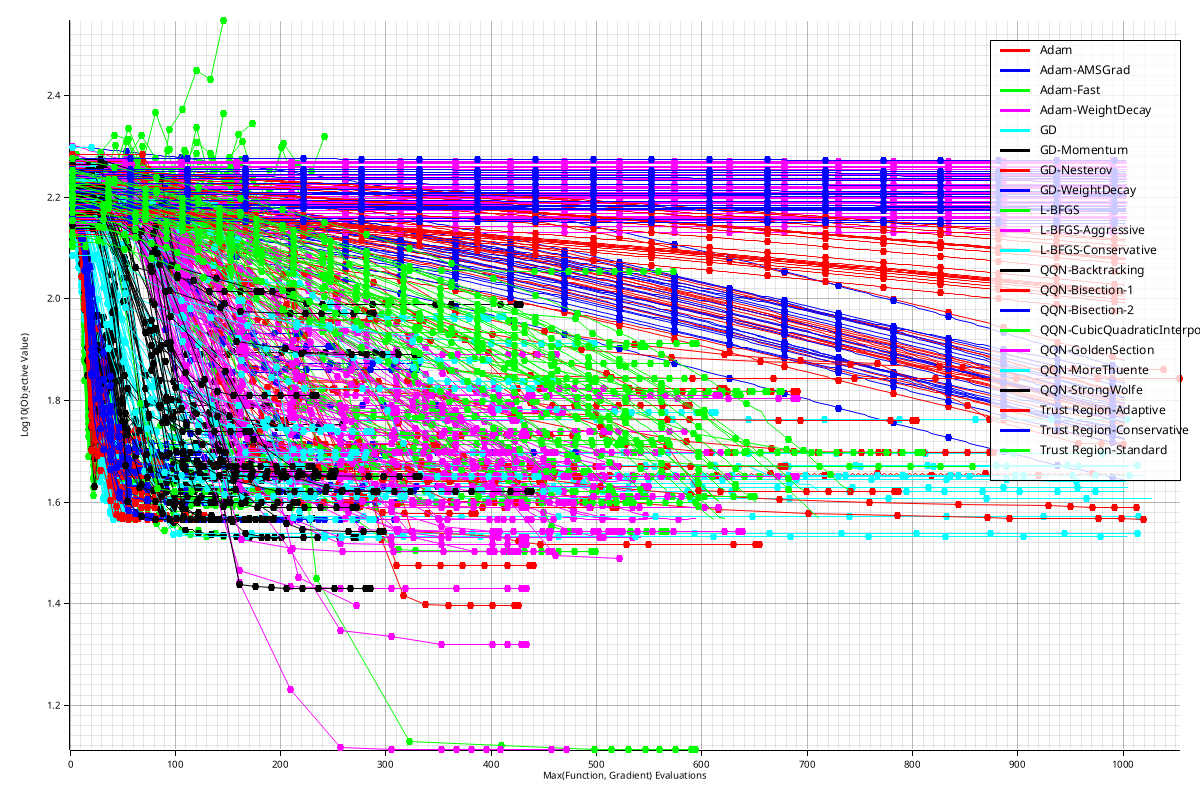 2.4
2.2
2.0
1.8
1.6
1.4
1.2
Log10(Objective Value)
0
100
200
300
400
500
600
700
800
900
1000
Max(Function, Gradient) Evaluations
Adam
Adam-AMSGrad
Adam-Fast
Adam-WeightDecay
GD
GD-Momentum
GD-Nesterov
GD-WeightDecay
L-BFGS
L-BFGS-Aggressive
L-BFGS-Conservative
QQN-Backtracking
QQN-Bisection-1
QQN-Bisection-2
QQN-CubicQuadraticInterpo
QQN-GoldenSection
QQN-MoreThuente
QQN-StrongWolfe
Trust Region-Adaptive
Trust Region-Conservative
Trust Region-Standard